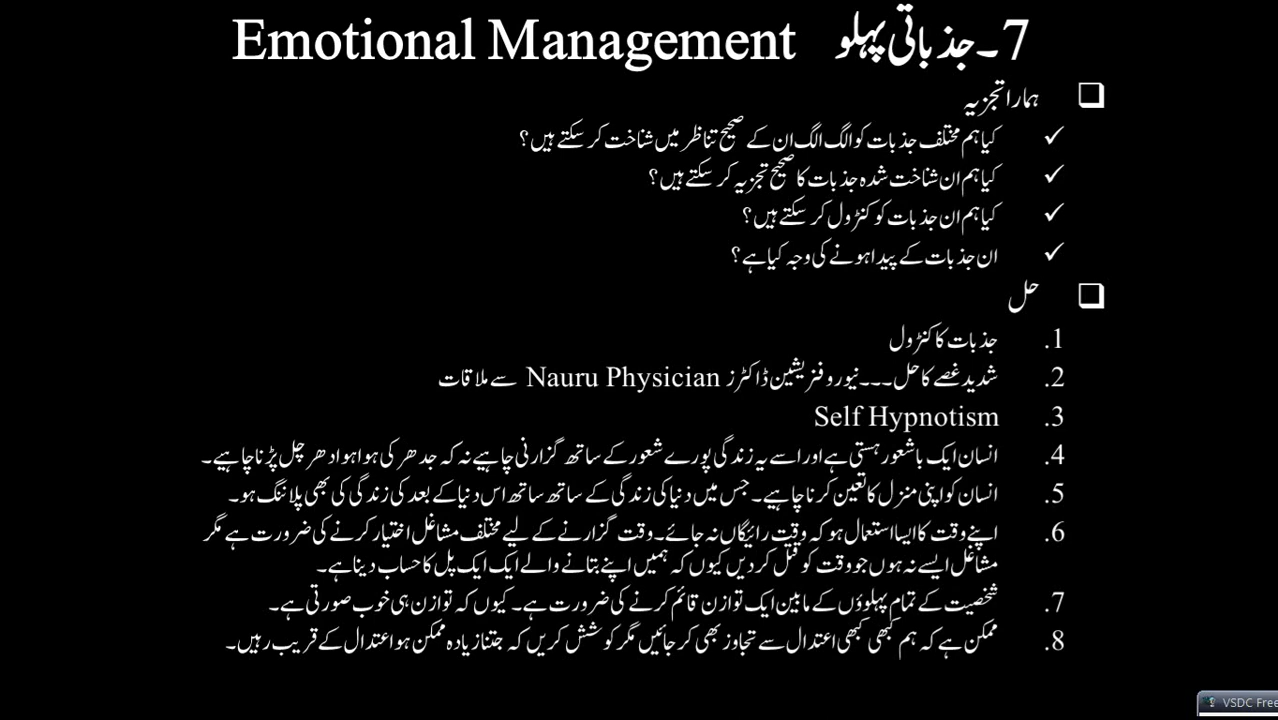 7۔جذباتی پہلو Emotional Management
ہمارا تجزیہ
کیا ہم مختلف جذبات کو الگ الگ ان کے صحیح تناظر میں شناخت کر سکتے ہیں؟
کیا ہم ان شناخت شدہ جذبات کا صحیح تجزیہ کر سکتے ہیں؟
کیا ہم ان جذبات کو کنٹرول کر سکتے ہیں؟
ان جذبات کے پیدا ہونے کی وجہ کیا ہے؟
حل
1. جذبات کا کنٹرول
2. شدید غصے کا حل۔۔۔نیورو فزیشین ڈاکٹرز Nauru Physician سے ملاقات
3. Self Hypnotism
4. انسان ایک باشعور ہستی ہے اور اسے یہ زندگی پورے شعور کے ساتھ گزارنی چاہیے نہ کہ جدھر کی ہوا ہو ادھر چل پڑنا چاہیے۔
5. انسان کو اپنی منزل کا تعین کرنا چاہیے۔ جس میں دنیا کی زندگی کے ساتھ ساتھ اس دنیا کے بعد کی زندگی کی بھی پلاننگ ہو۔
6. اپنے وقت کا ایسا استعمال ہو کہ وقت رائیگاں نہ جائے۔ وقت گزارنے کے لیے مختلف مشاغل اختیار کرنے کی ضرورت ہے مگر
مشاغل ایسے نہ ہوں جو وقت کو قتل کر دیں کیوں کہ ہمیں اپنے بتانے والے ایک ایک پل کا حساب دینا ہے۔
7. شخصیت کے تمام پہلوؤں کے مابین ایک توازن قائم کرنے کی ضرورت ہے۔ کیوں کہ توازن ہی خوب صورتی ہے۔
8. ممکن ہے کہ ہم کبھی کبھی اعتدال سے تجاوز بھی کر جائیں مگر کوشش کریں کہ جتنا زیادہ ممکن ہو اعتدال کے قریب رہیں۔
VSDC Free